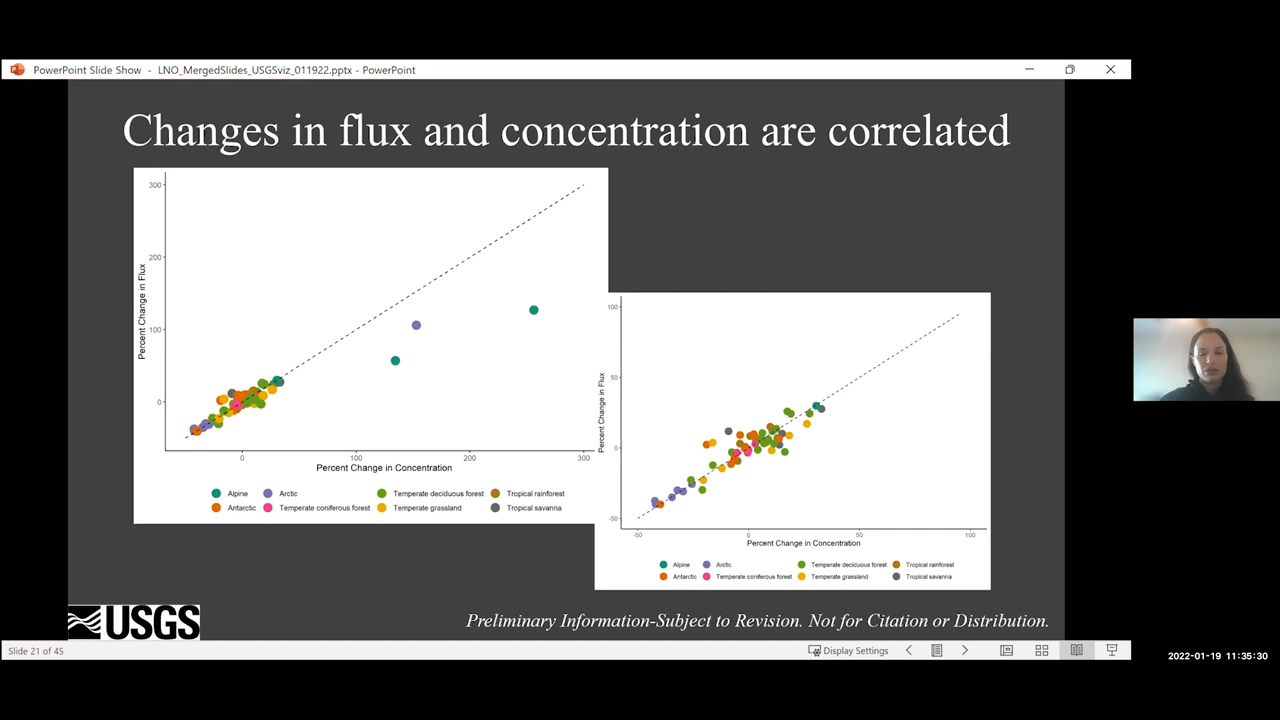 PowerPoint Slide Show - LNO_MergedSlides_USGSviz_011922.pptx - PowerPoint
Changes in flux and concentration are correlated
300
200
100
0
Percent Change in Flux
0 100 200 300
Percent Change in Concentration
Alpine Arctic Temperate deciduous forest Tropical rainforest
Antarctic Temperate coniferous forest Temperate grassland Tropical savanna
100
50
0
-50
Percent Change in Flux
-50 0 50 100
Percent Change in Concentration
Alpine Arctic Temperate deciduous forest Tropical rainforest
Antarctic Temperate coniferous forest Temperate grassland Tropical savanna
USGS
Preliminary Information-Subject to Revision. Not for Citation or Distribution.
Slide 21 of 45
Display Settings
2022-01-19 11:35:30